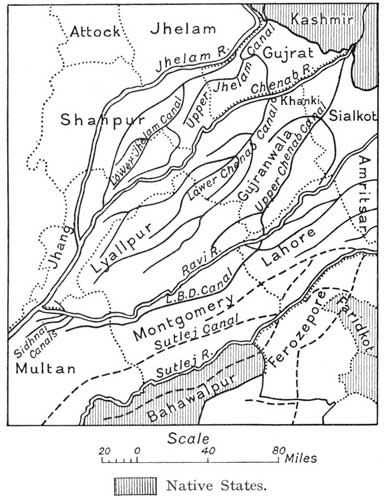 Kashmir
Attock
Jhelam
Jhelam R.
Gujrat
Upper Jhelam Canal
Chenab R.
Khanki
Sialkot
Shahpur
Lower Jhelam Canal
Lower Chenab Canal
Gujranwala
Upper Chenab Canal
Amritsar
Jhang
Lyallpur
Ravi R.
Lahore
L.B.D. Canal
Montgomery
Sidhnai Canals
Sutlej Canal
Ferozepore
Faridkot
Multan
Sutlej R.
Bahawalpur
Scale
20 0 40 80 Miles
Native States.